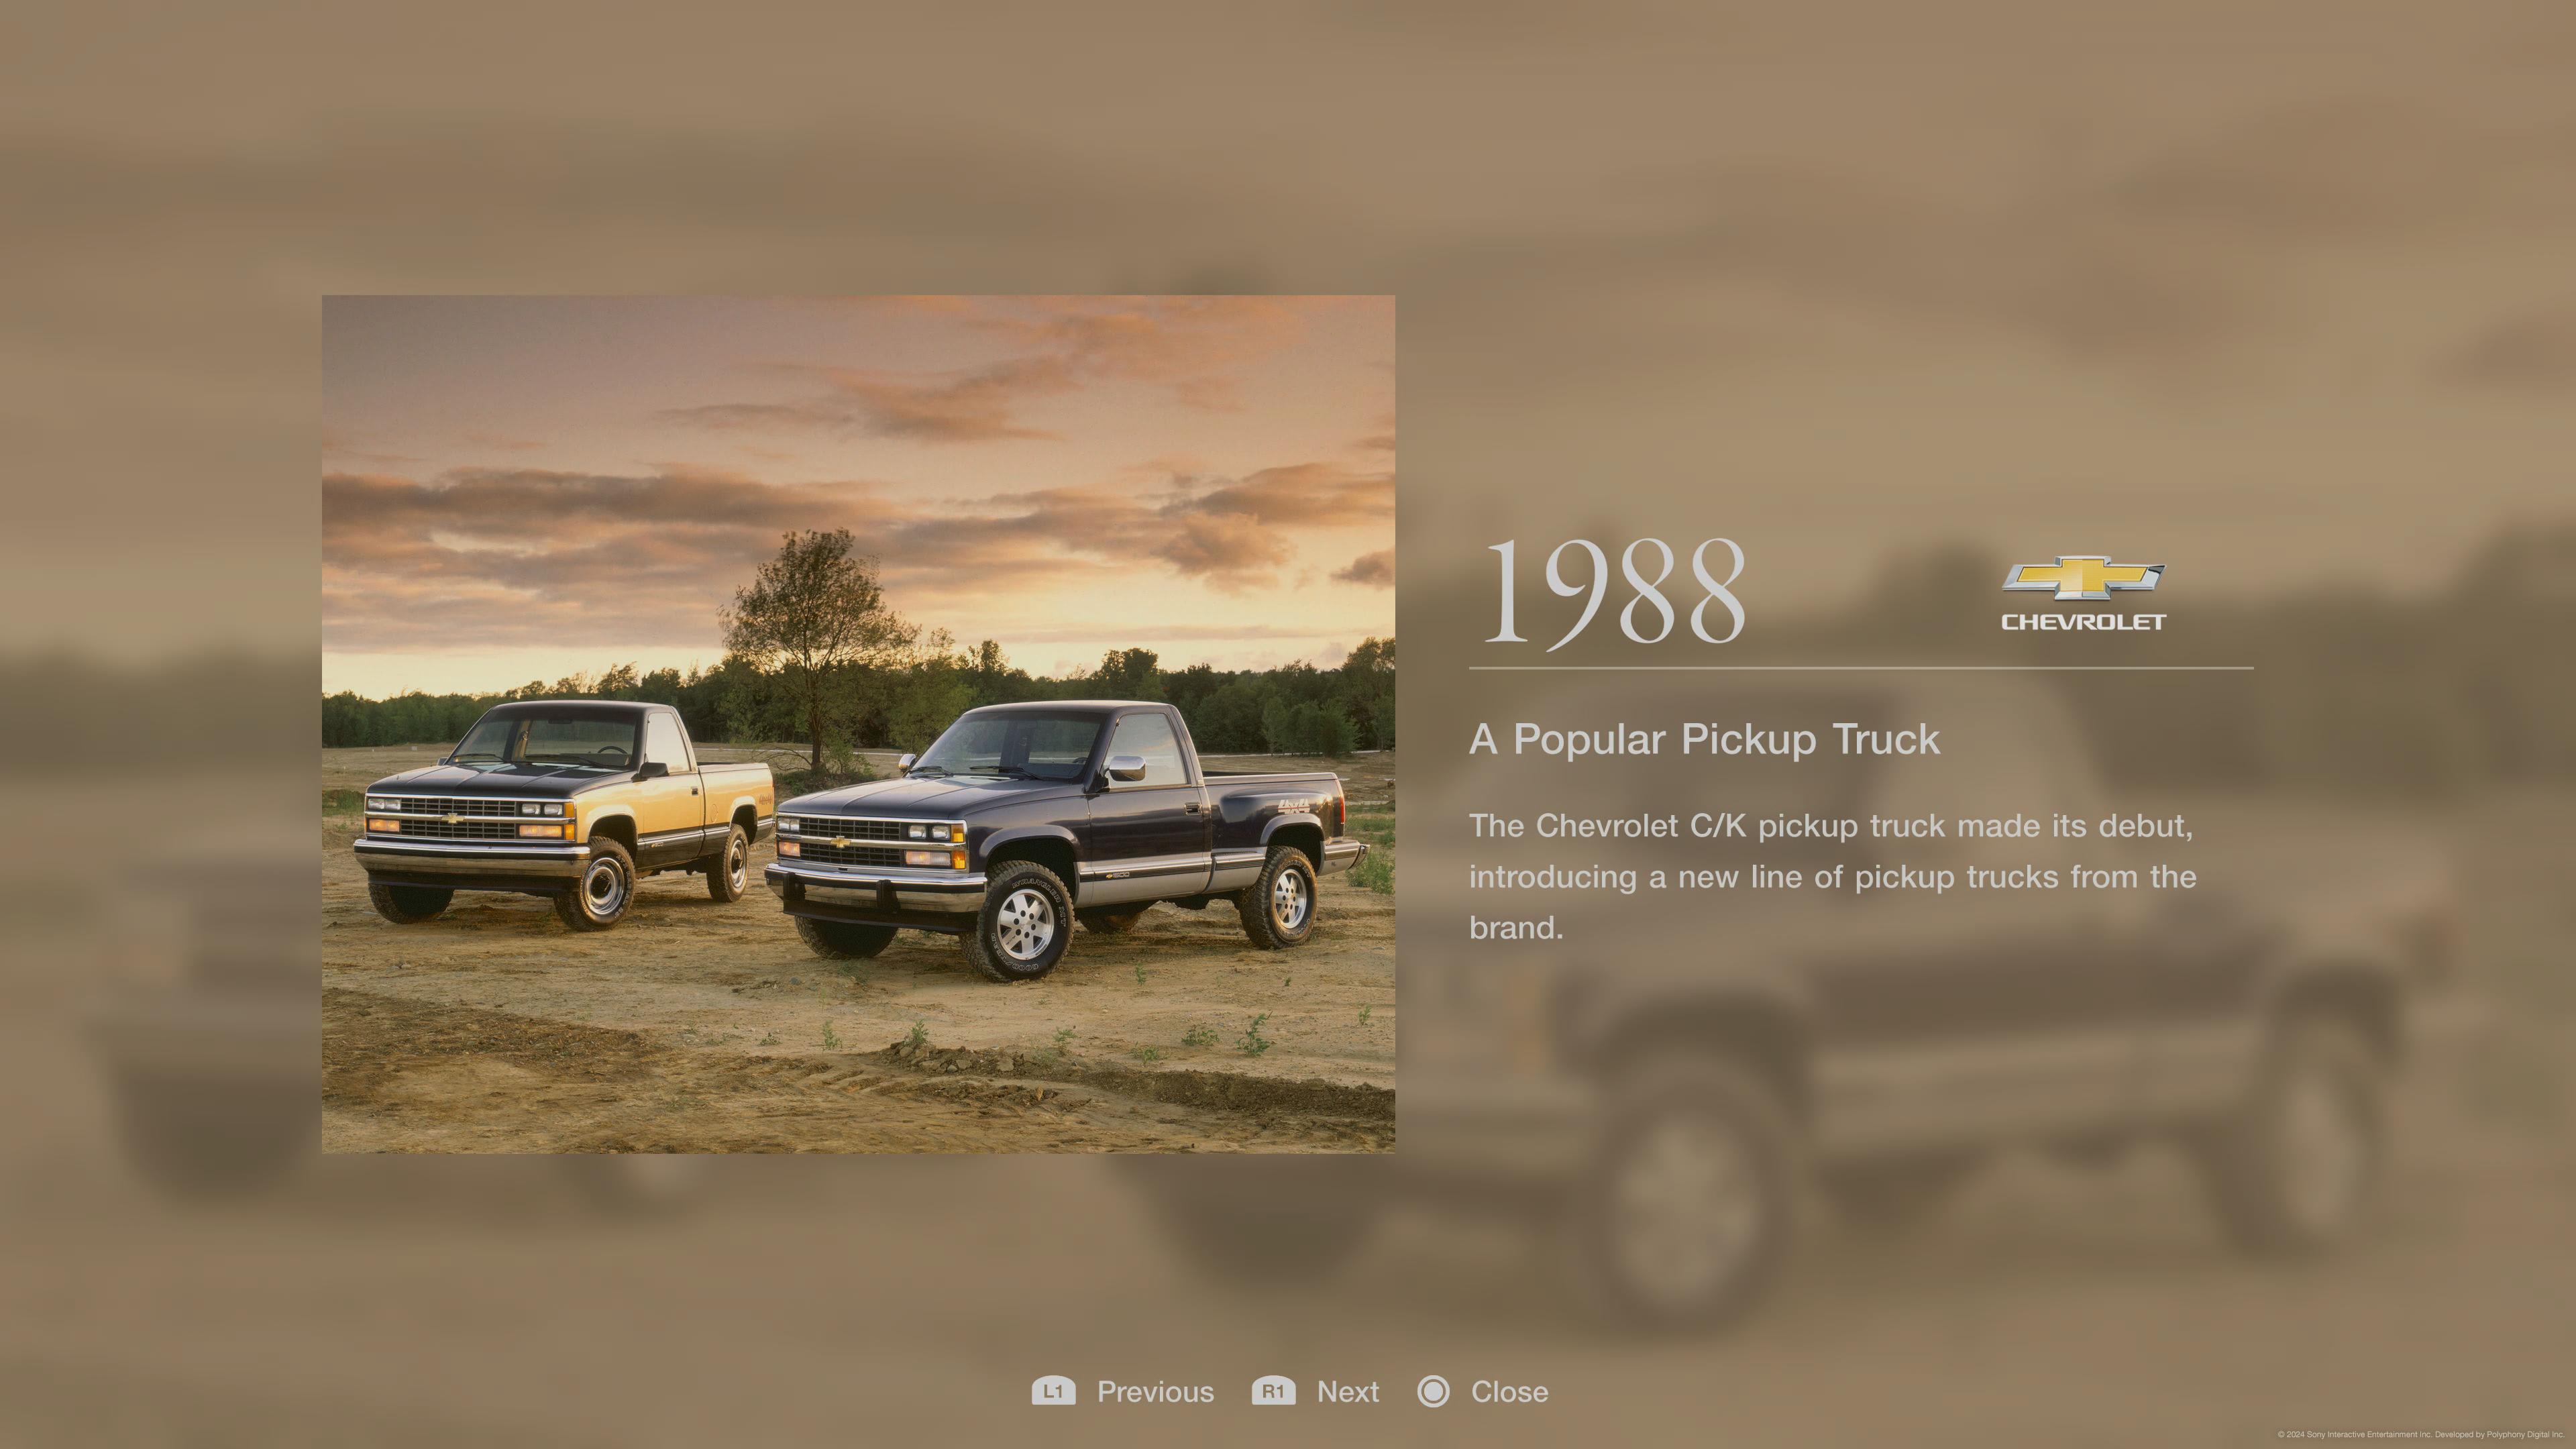 1988
CHEVROLET
A Popular Pickup Truck
The Chevrolet C/K pickup truck made its debut,
introducing a new line of pickup trucks from the
brand.
4x4
L1 Previous R1 Next Close
© 2024 Sony Interactive Entertainment Inc. Developed by Polyphony Digital Inc.